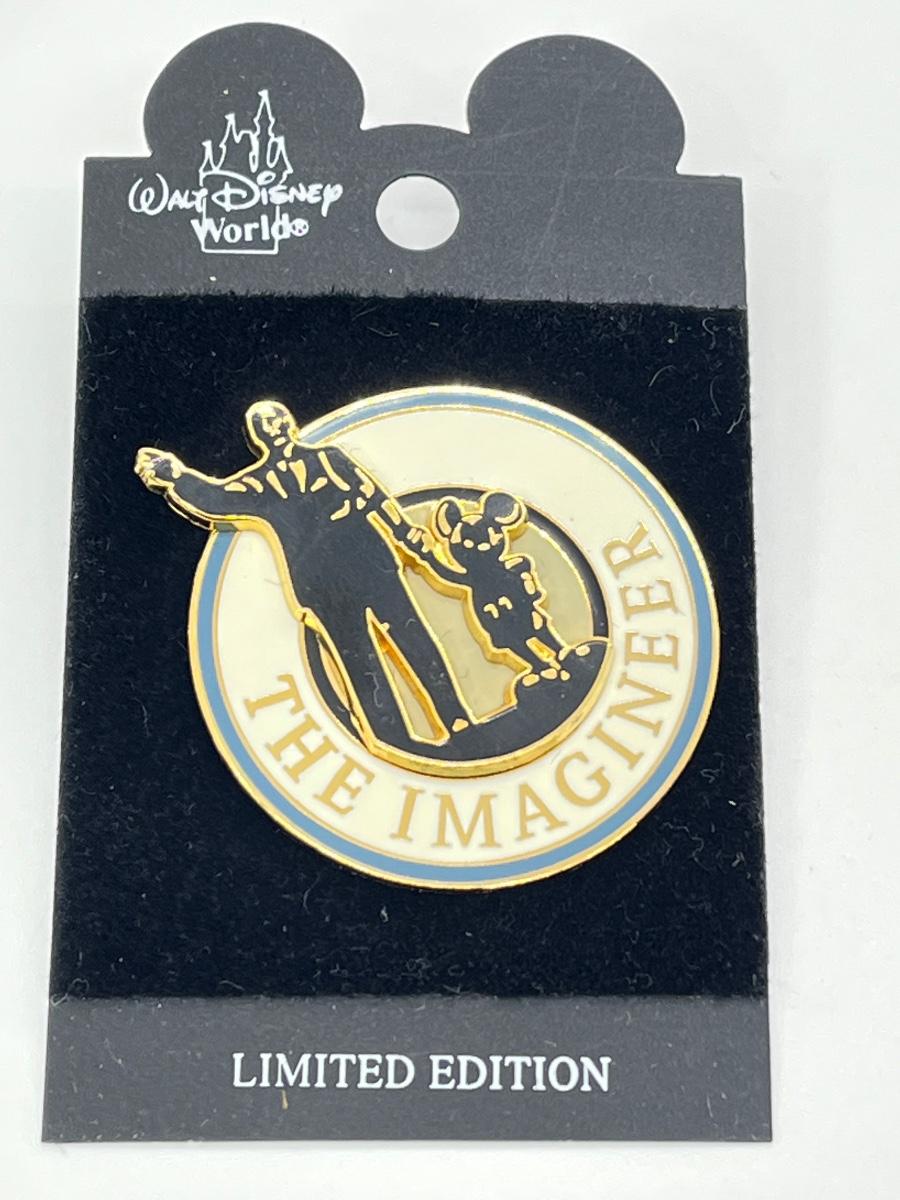 WALT DISNEY
World®
THE IMAGINEER
LIMITED EDITION